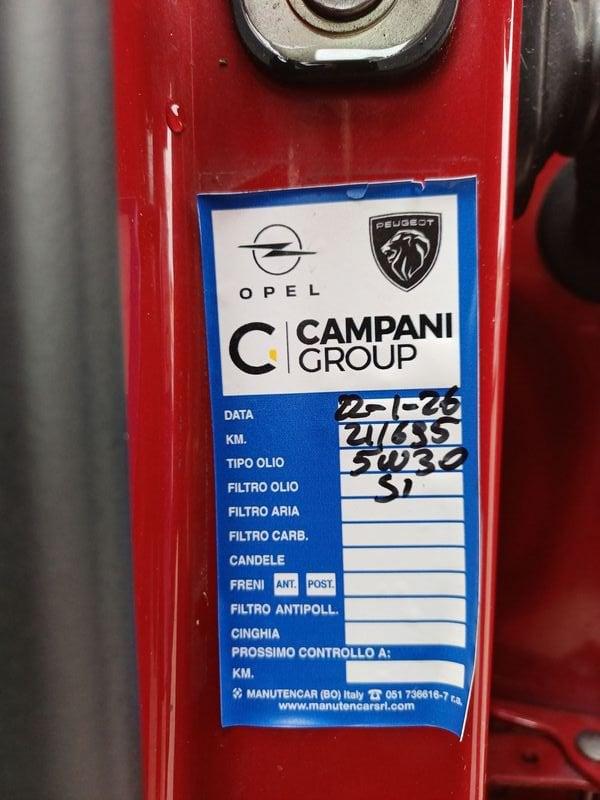 OPEL
PEUGEOT
CAMPANI
GROUP
DATA 22-1-26
KM. 211695
TIPO OLIO 5W30
FILTRO OLIO SI
FILTRO ARIA
FILTRO CARB.
CANDELE
FRENI ANT. POST.
FILTRO ANTIPOLL.
CINGHIA
PROSSIMO CONTROLLO A:
KM.
MANUTENCAR (BO) Italy ☎ 051 736616-7 r.a.
www.manutencarsrl.com